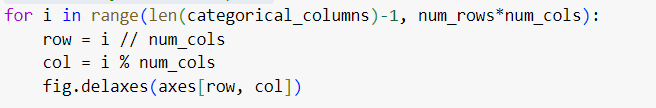 for i in range(len(categorical_columns)-1, num_rows*num_cols):
    row = i // num_cols
    col = i % num_cols
    fig.delaxes(axes[row, col])